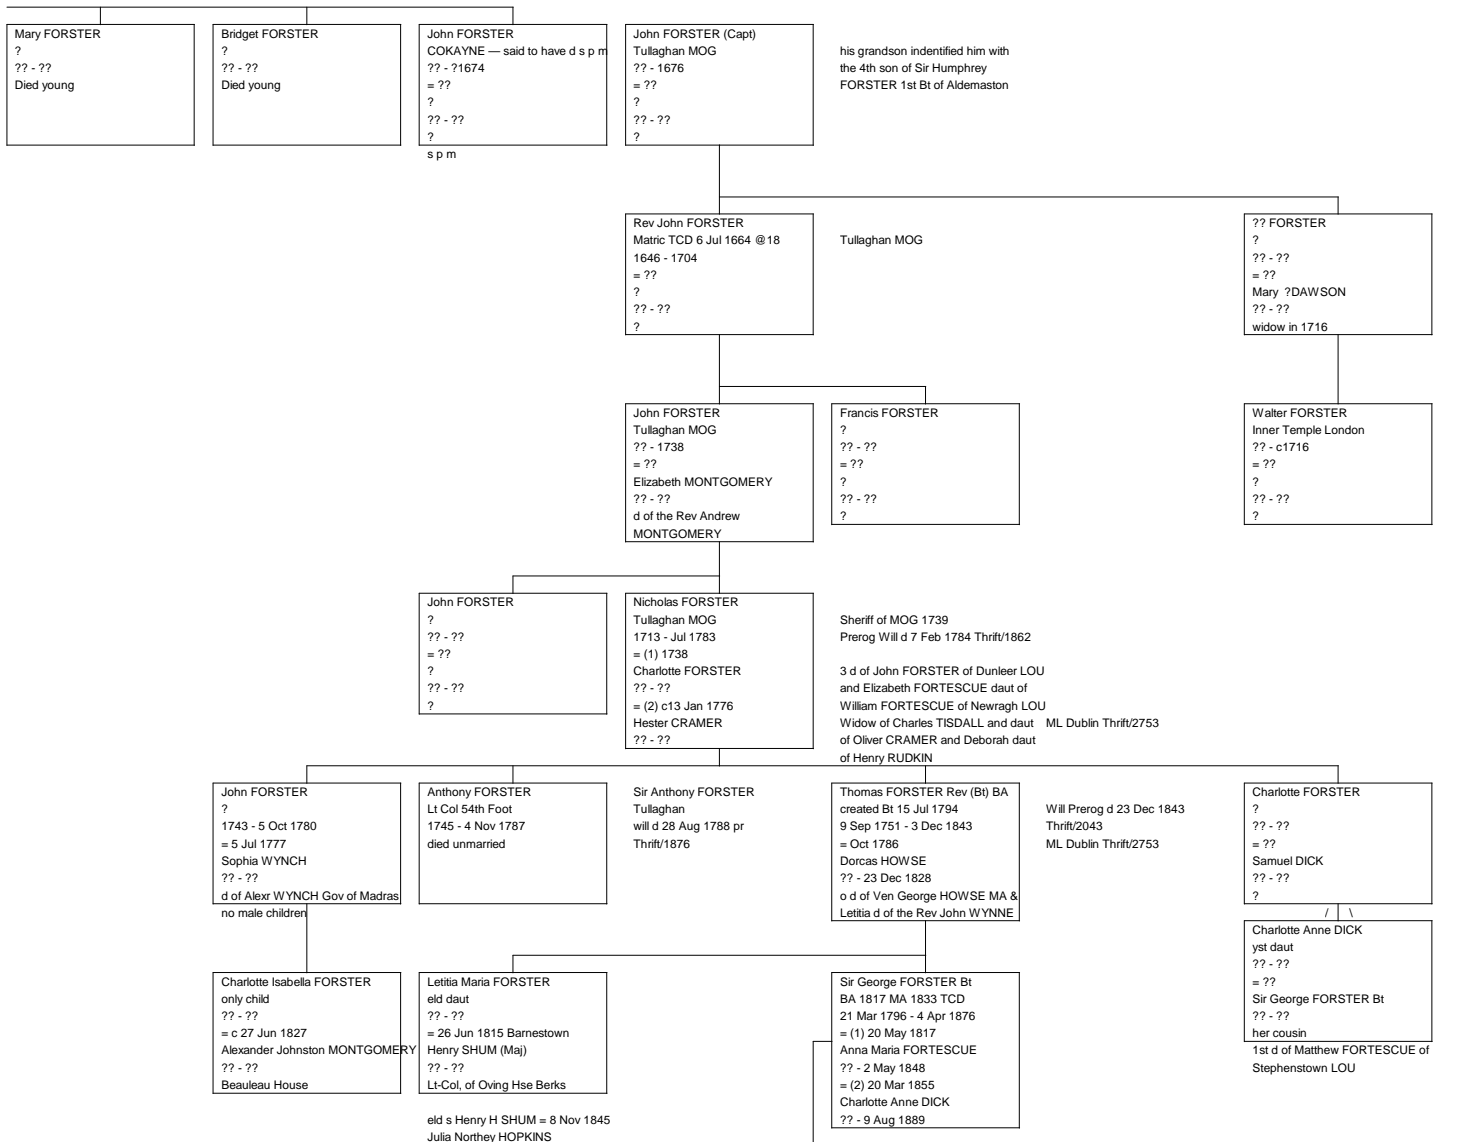 Mary FORSTER
?
?? - ??
Died young
Bridget FORSTER
?
?? - ??
Died young
John FORSTER
COKAYNE — said to have d s p m
?? - ?1674
= ??
?
?? - ??
?
s p m
John FORSTER (Capt)
Tullaghan MOG
?? - 1676
= ??
?
?? - ??
?
his grandson indentified him with
the 4th son of Sir Humphrey
FORSTER 1st Bt of Aldemaston
Rev John FORSTER
Matric TCD 6 Jul 1664 @18
1646 - 1704
= ??
?
?? - ??
?
Tullaghan MOG
?? FORSTER
?
?? - ??
= ??
Mary ?DAWSON
?? - ??
widow in 1716
John FORSTER
Tullaghan MOG
?? - 1738
= ??
Elizabeth MONTGOMERY
?? - ??
d of the Rev Andrew
MONTGOMERY
Francis FORSTER
?
?? - ??
= ??
?
?? - ??
?
Walter FORSTER
Inner Temple London
?? - c1716
= ??
?
?? - ??
?
John FORSTER
?
?? - ??
= ??
?
?? - ??
?
Nicholas FORSTER
Tullaghan MOG
1713 - Jul 1783
= (1) 1738
Charlotte FORSTER
?? - ??
= (2) c13 Jan 1776
Hester CRAMER
?? - ??
Sheriff of MOG 1739
Prerog Will d 7 Feb 1784 Thrift/1862
3 d of John FORSTER of Dunleer LOU
and Elizabeth FORTESCUE daut of
William FORTESCUE of Newragh LOU
Widow of Charles TISDALL and daut
of Oliver CRAMER and Deborah daut
of Henry RUDKIN
ML Dublin Thrift/2753
John FORSTER
?
1743 - 5 Oct 1780
= 5 Jul 1777
Sophia WYNCH
?? - ??
d of Alexr WYNCH Gov of Madras
no male children
Anthony FORSTER
Lt Col 54th Foot
1745 - 4 Nov 1787
died unmarried
Sir Anthony FORSTER
Tullaghan
will d 28 Aug 1788 pr
Thrift/1876
Thomas FORSTER Rev (Bt) BA
created Bt 15 Jul 1794
9 Sep 1751 - 3 Dec 1843
= Oct 1786
Dorcas HOWSE
?? - 23 Dec 1828
o d of Ven George HOWSE MA &
Letitia d of the Rev John WYNNE
Will Prerog d 23 Dec 1843
Thrift/2043
ML Dublin Thrift/2753
Charlotte FORSTER
?
?? - ??
= ??
Samuel DICK
?? - ??
?
/ \
Charlotte Anne DICK
yst daut
?? - ??
= ??
Sir George FORSTER Bt
?? - ??
her cousin
1st d of Matthew FORTESCUE of
Stephenstown LOU
Charlotte Isabella FORSTER
only child
?? - ??
= c 27 Jun 1827
Alexander Johnston MONTGOMERY
?? - ??
Beauleau House
Letitia Maria FORSTER
eld daut
?? - ??
= 26 Jun 1815 Barnestown
Henry SHUM (Maj)
?? - ??
Lt-Col, of Oving Hse Berks
eld s Henry H SHUM = 8 Nov 1845
Julia Northey HOPKINS
Sir George FORSTER Bt
BA 1817 MA 1833 TCD
21 Mar 1796 - 4 Apr 1876
= (1) 20 May 1817
Anna Maria FORTESCUE
?? - 2 May 1848
= (2) 20 Mar 1855
Charlotte Anne DICK
?? - 9 Aug 1889